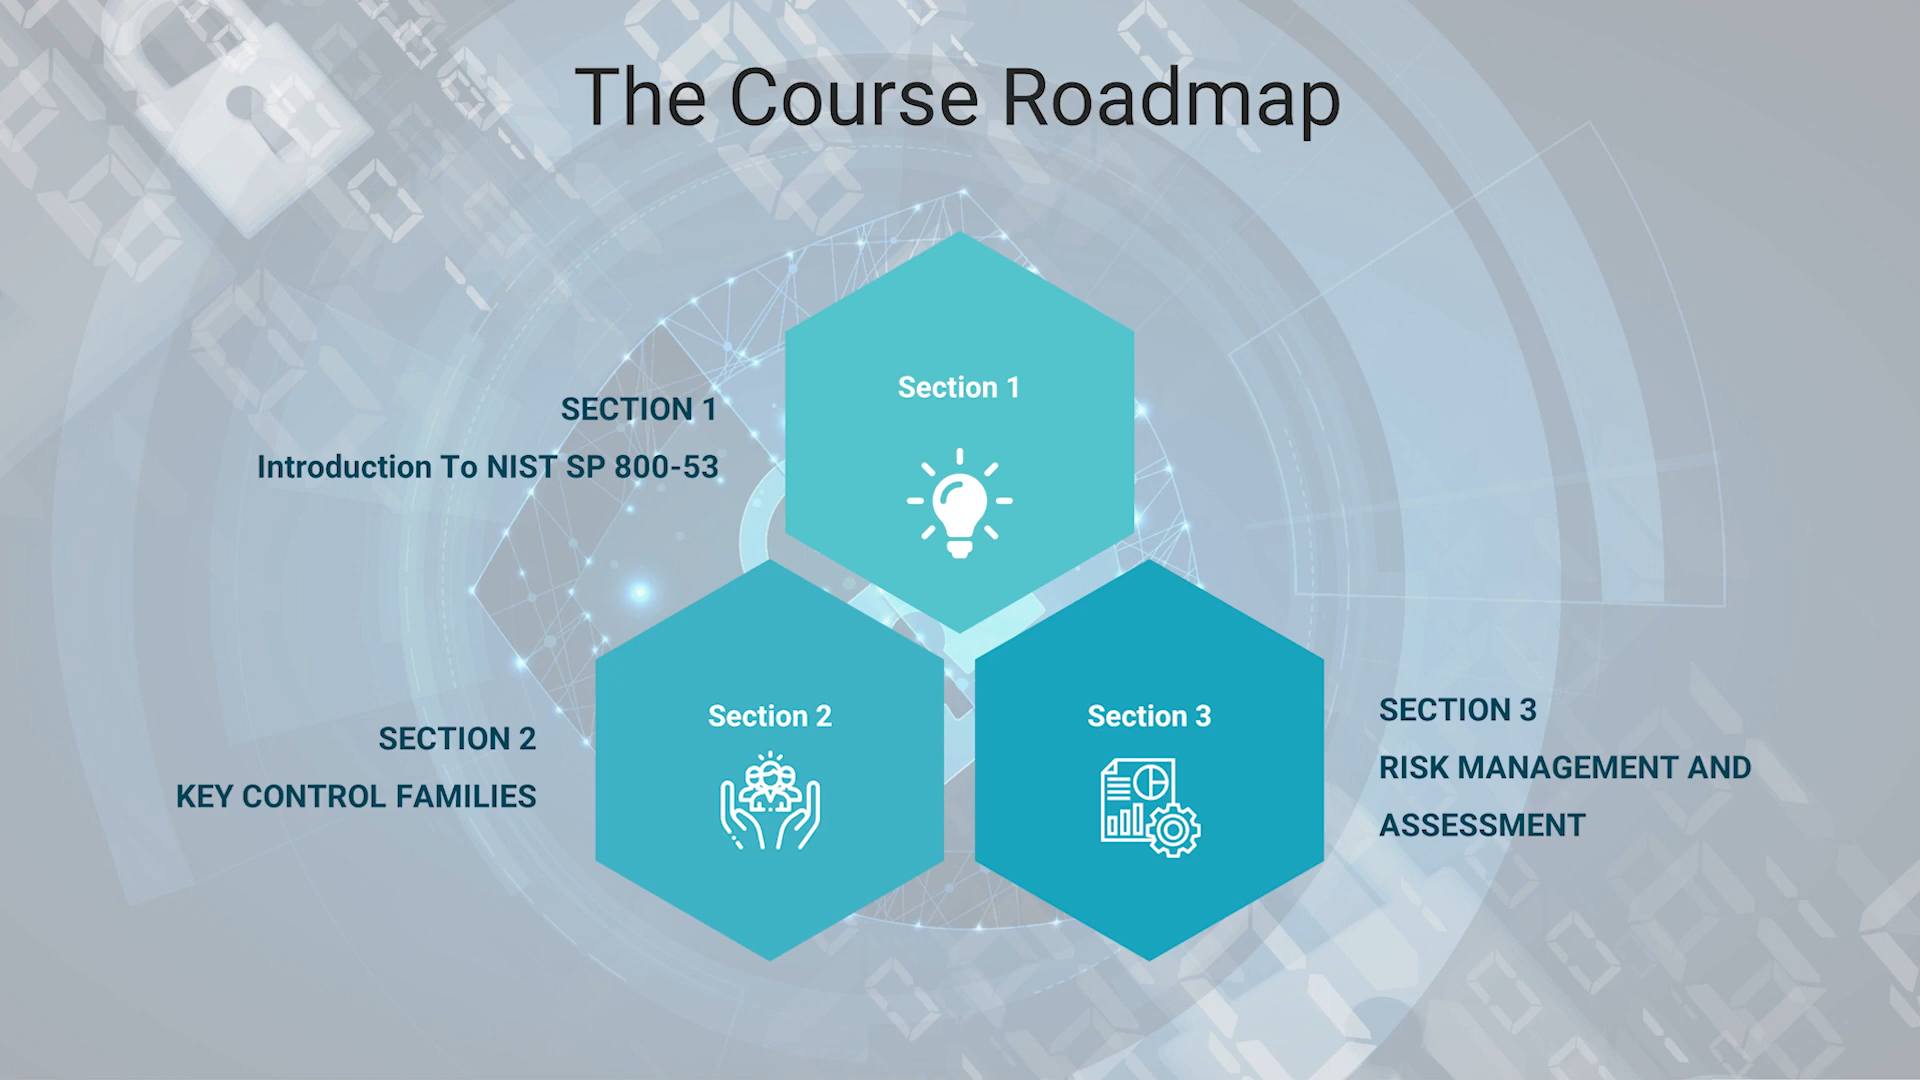 The Course Roadmap
Section 1
SECTION 1
Introduction To NIST SP 800-53
Section 2
SECTION 2
KEY CONTROL FAMILIES
Section 3
SECTION 3
RISK MANAGEMENT AND
ASSESSMENT